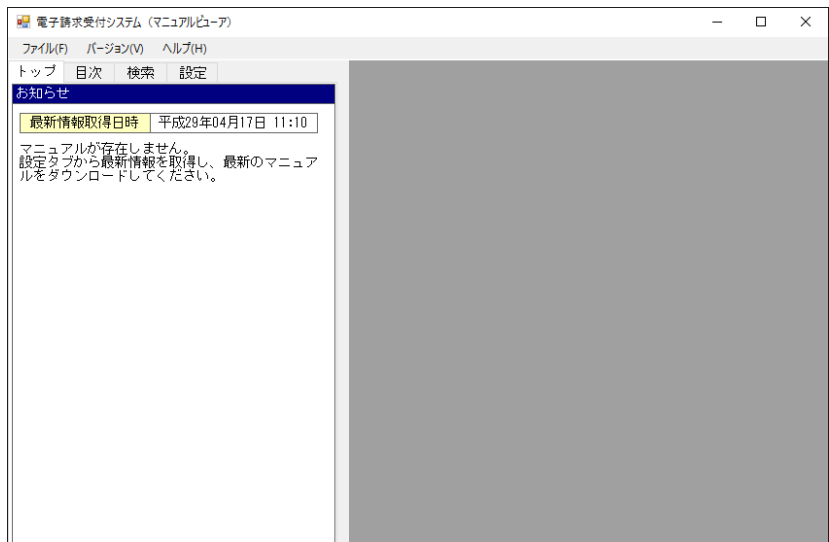 電子請求受付システム（マニュアルビューア）
ファイル(F) バージョン(V) ヘルプ(H)
トップ 目次 検索 設定
お知らせ
最新情報取得日時 平成29年04月17日 11:10
マニュアルが存在しません。
設定タブから最新情報を取得し、最新のマニュア
ルをダウンロードしてください。